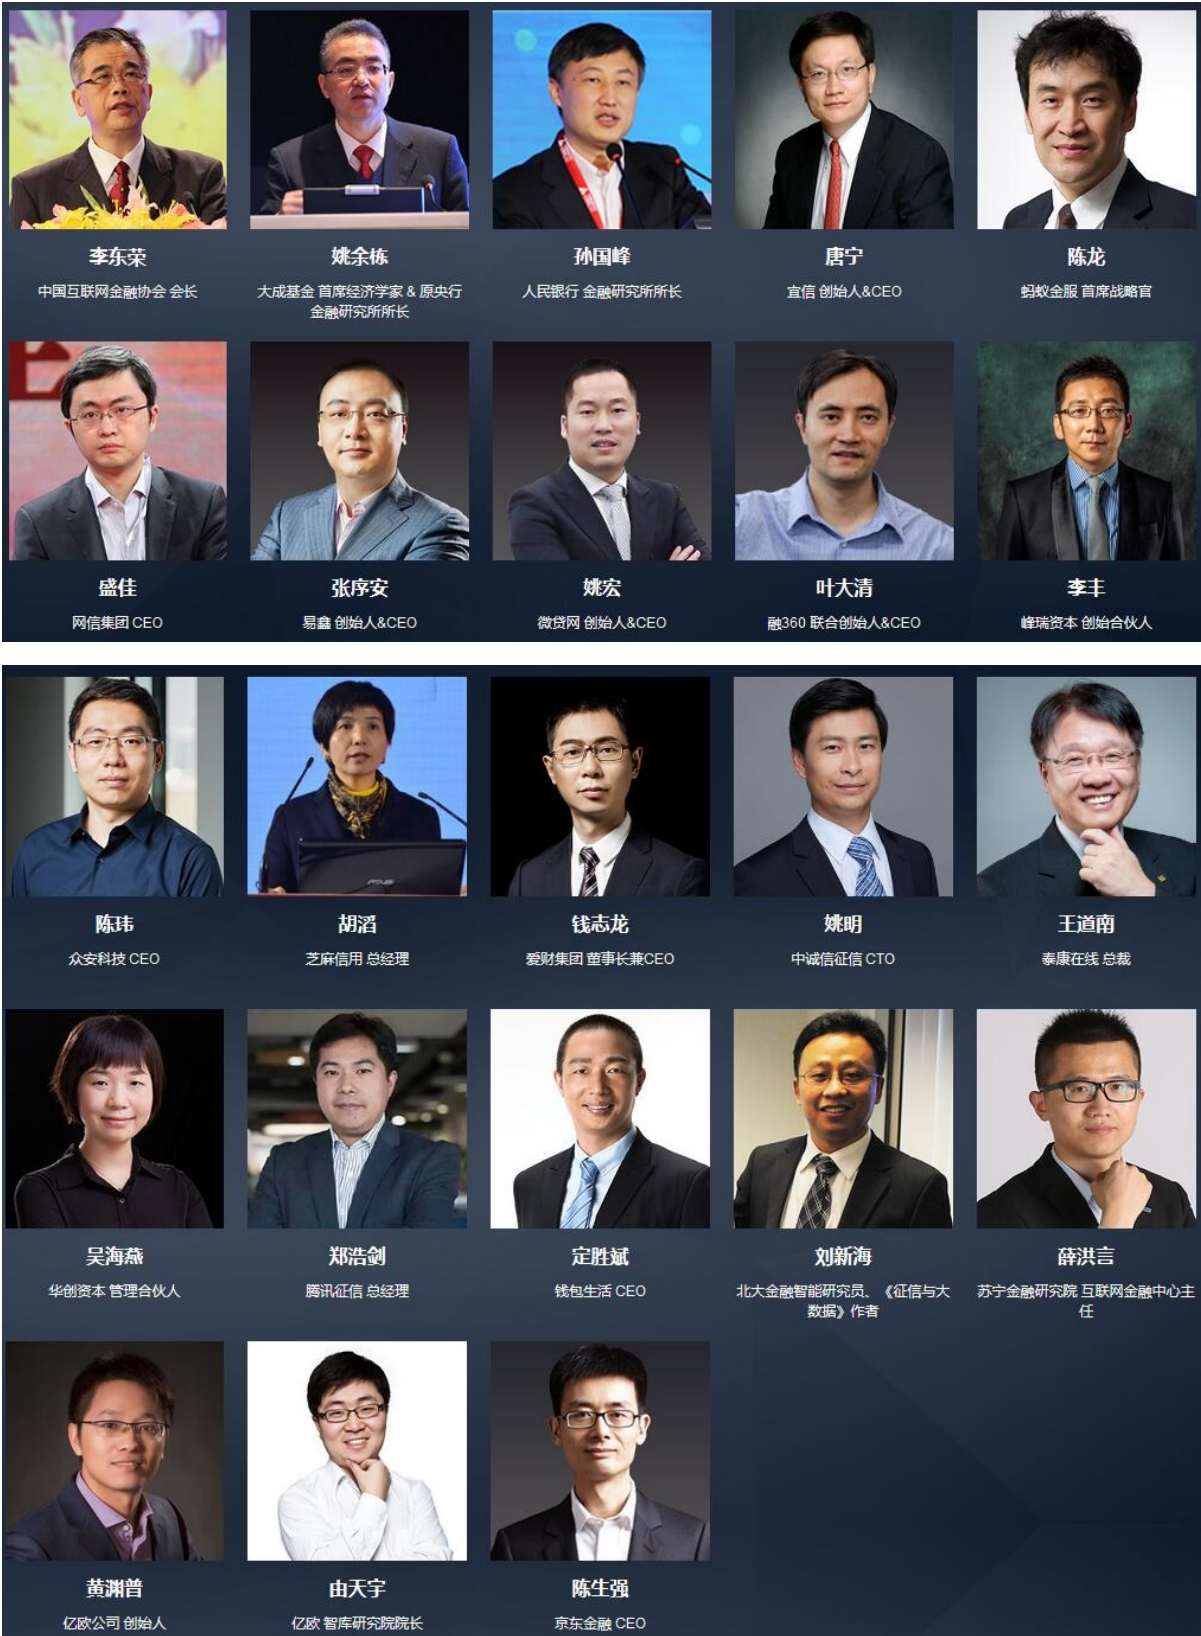 李东荣
姚余栋
孙国峰
唐宁
陈龙
中国互联网金融协会 会长
大成基金 首席经济学家 & 原央行
金融研究所所长
人民银行 金融研究所所长
宜信 创始人&CEO
蚂蚁金服 首席战略官
盛佳
张序安
姚宏
叶大清
李丰
网信集团 CEO
易鑫 创始人&CEO
微贷网 创始人&CEO
融360 联合创始人&CEO
峰瑞资本 创始合伙人
ASUS
陈玮
胡滔
钱志龙
姚明
王道南
众安科技 CEO
芝麻信用 总经理
爱财集团 董事长兼CEO
中诚信征信 CTO
泰康在线 总裁
吴海燕
郑浩剑
定胜斌
刘新海
薛洪言
华创资本 管理合伙人
腾讯征信 总经理
钱包生活 CEO
北大金融智能研究员、《征信与大
数据》作者
苏宁金融研究院 互联网金融中心主
任
黄渊普
由天宇
陈生强
亿欧公司 创始人
亿欧 智库研究院院长
京东金融 CEO